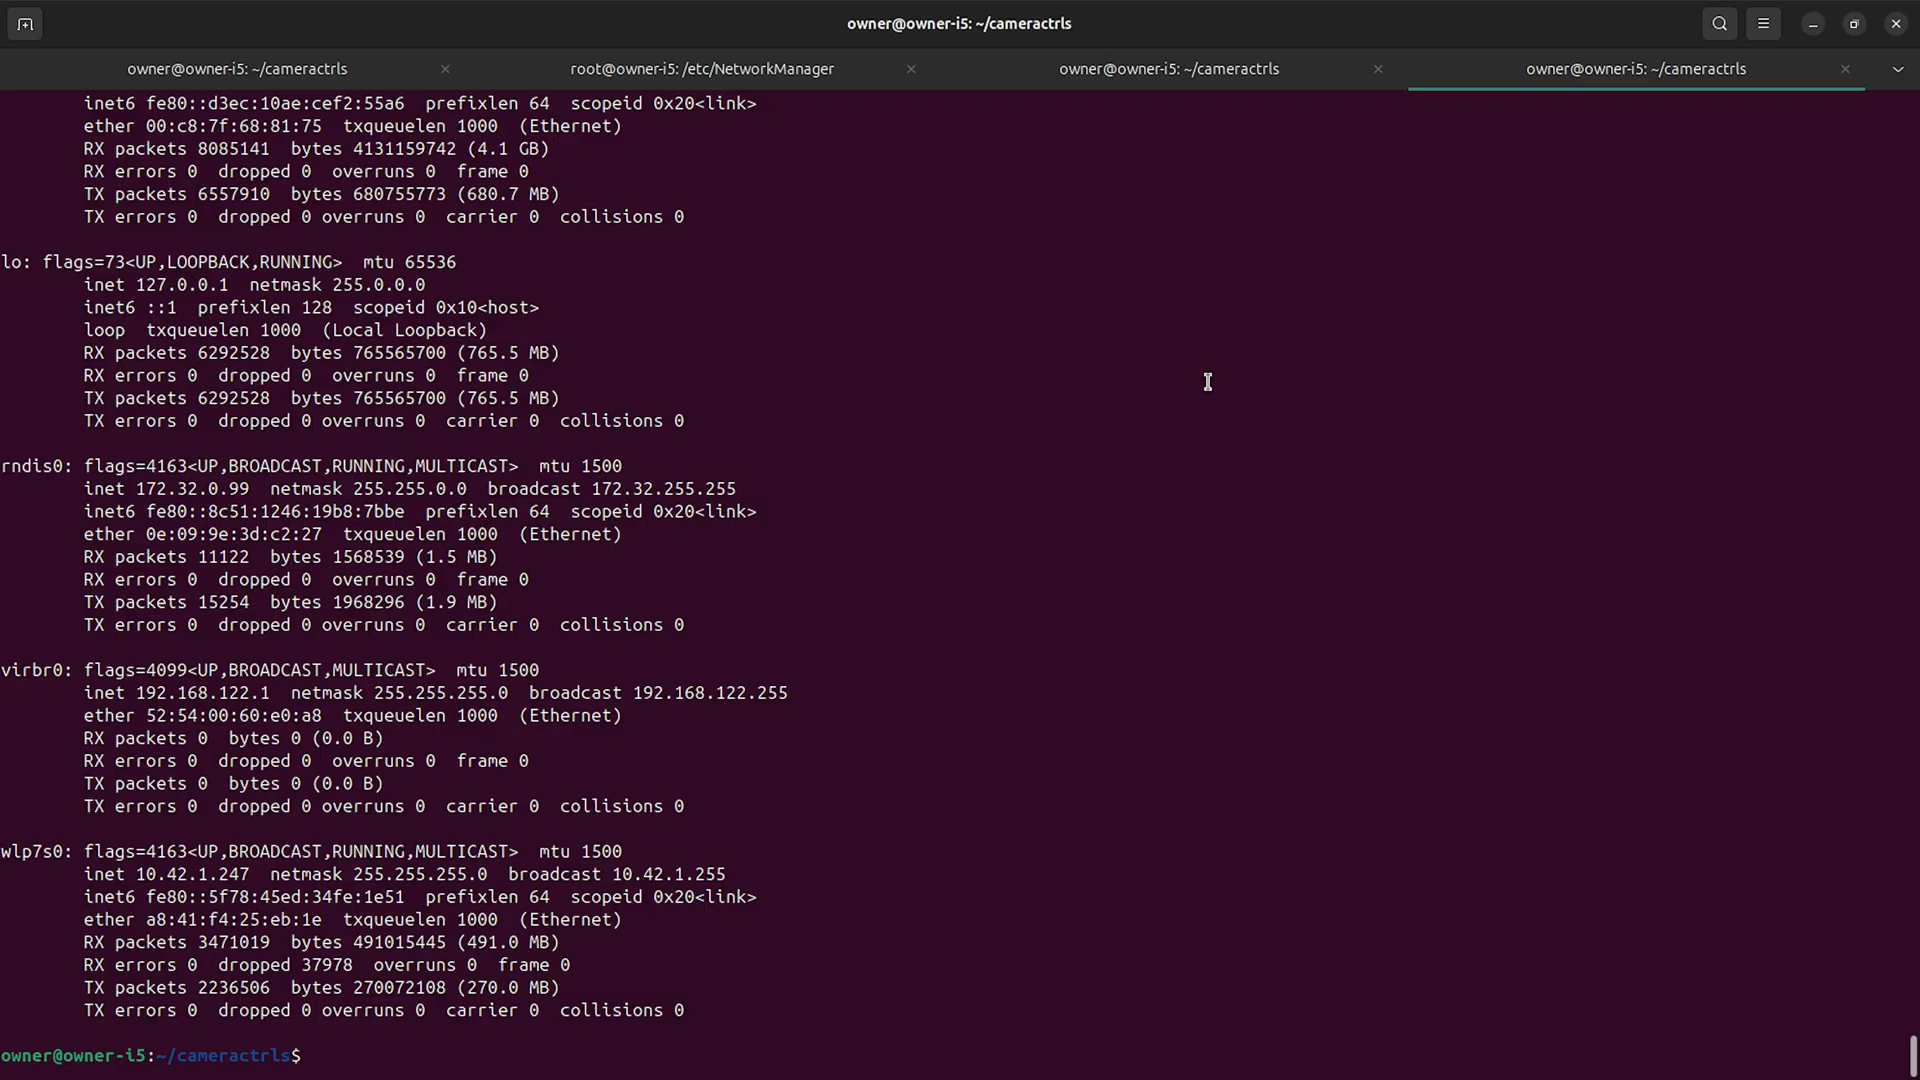 owner@owner-i5: ~/cameractrls
owner@owner-i5: ~/cameractrls
root@owner-i5: /etc/NetworkManager
owner@owner-i5: ~/cameractrls
owner@owner-i5: ~/cameractrls
inet6 fe80::d3ec:10ae:cef2:55a6  prefixlen 64  scopeid 0x20<link>
ether 00:c8:7f:68:81:75  txqueuelen 1000  (Ethernet)
RX packets 8085141  bytes 4131159742 (4.1 GB)
RX errors 0  dropped 0  overruns 0  frame 0
TX packets 6557910  bytes 680755773 (680.7 MB)
TX errors 0  dropped 0 overruns 0  carrier 0  collisions 0
lo: flags=73<UP,LOOPBACK,RUNNING>  mtu 65536
inet 127.0.0.1  netmask 255.0.0.0
inet6 ::1  prefixlen 128  scopeid 0x10<host>
loop  txqueuelen 1000  (Local Loopback)
RX packets 6292528  bytes 765565700 (765.5 MB)
RX errors 0  dropped 0  overruns 0  frame 0
TX packets 6292528  bytes 765565700 (765.5 MB)
TX errors 0  dropped 0 overruns 0  carrier 0  collisions 0
rndis0: flags=4163<UP,BROADCAST,RUNNING,MULTICAST>  mtu 1500
inet 172.32.0.99  netmask 255.255.0.0  broadcast 172.32.255.255
inet6 fe80::8c51:1246:19b8:7bbe  prefixlen 64  scopeid 0x20<link>
ether 0e:09:9e:3d:c2:27  txqueuelen 1000  (Ethernet)
RX packets 11122  bytes 1568539 (1.5 MB)
RX errors 0  dropped 0  overruns 0  frame 0
TX packets 15254  bytes 1968296 (1.9 MB)
TX errors 0  dropped 0 overruns 0  carrier 0  collisions 0
virbr0: flags=4099<UP,BROADCAST,MULTICAST>  mtu 1500
inet 192.168.122.1  netmask 255.255.255.0  broadcast 192.168.122.255
ether 52:54:00:60:e0:a8  txqueuelen 1000  (Ethernet)
RX packets 0  bytes 0 (0.0 B)
RX errors 0  dropped 0  overruns 0  frame 0
TX packets 0  bytes 0 (0.0 B)
TX errors 0  dropped 0 overruns 0  carrier 0  collisions 0
wlp7s0: flags=4163<UP,BROADCAST,RUNNING,MULTICAST>  mtu 1500
inet 10.42.1.247  netmask 255.255.255.0  broadcast 10.42.1.255
inet6 fe80::5f78:45ed:34fe:1e51  prefixlen 64  scopeid 0x20<link>
ether a8:41:f4:25:eb:1e  txqueuelen 1000  (Ethernet)
RX packets 3471019  bytes 491015445 (491.0 MB)
RX errors 0  dropped 37978  overruns 0  frame 0
TX packets 2236506  bytes 270072108 (270.0 MB)
TX errors 0  dropped 0 overruns 0  carrier 0  collisions 0
owner@owner-i5:~/cameractrls$